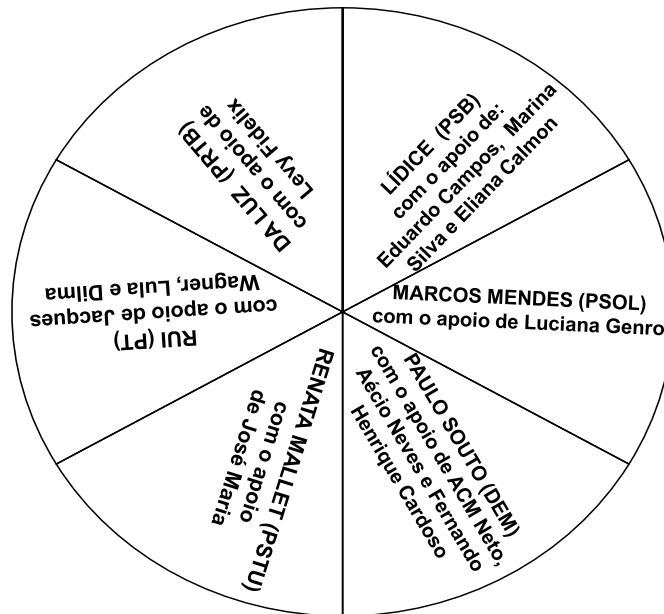 LÍDICE (PSB)
com o apoio de:
Eduardo Campos, Marina
Silva e Eliana Calmon
MARCOS MENDES (PSOL)
com o apoio de Luciana Genro
PAULO SOUTO (DEM)
com o apoio de ACM Neto,
Aécio Neves e Fernando
Henrique Cardoso
RENATA MALLET (PSTU)
com o apoio
de José Maria
RUI (PT)
com o apoio de Jacques
Wagner, Lula e Dilma
DA LUZ (PRTB)
com o apoio de
Levy Fidelix